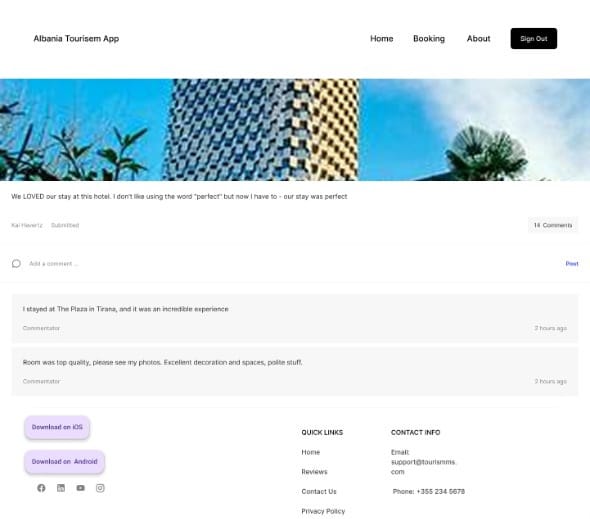 Albania Tourisem App
Home Booking About Sign Out
We LOVED our stay at this hotel. I don't like using the word "perfect" but now I have to - our stay was perfect
Kai Havertz Submitted 14 Comments
Add a comment ... Post
I stayed at The Plaza in Tirana, and it was an incredible experience
Commentator 2 hours ago
Room was top quality, please see my photos. Excellent decoration and spaces, polite stuff.
Commentator 2 hours ago
Download on iOS
Download on Android
QUICK LINKS
Home
Reviews
Contact Us
Privacy Policy
CONTACT INFO
Email:
support@tourismms.
com
Phone: +355 234 5678